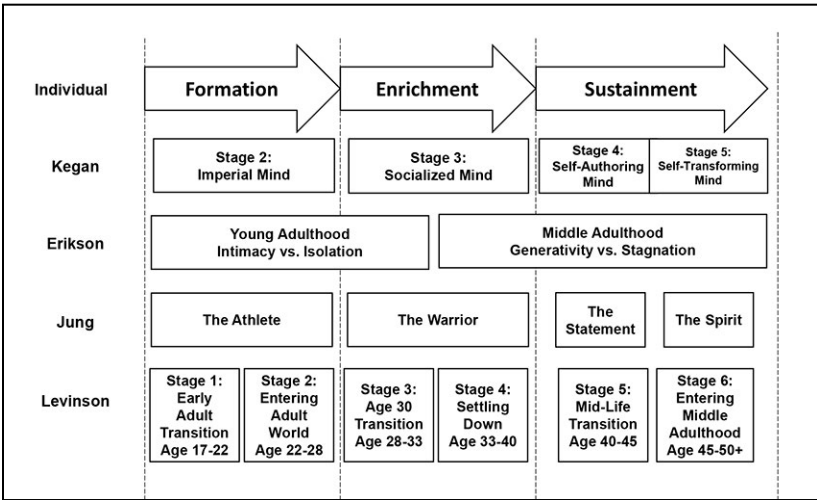 Individual
Formation
Enrichment
Sustainment
Kegan
Stage 2:
Imperial Mind
Stage 3:
Socialized Mind
Stage 4:
Self-Authoring
Mind
Stage 5:
Self-Transforming
Mind
Erikson
Young Adulthood
Intimacy vs. Isolation
Middle Adulthood
Generativity vs. Stagnation
Jung
The Athlete
The Warrior
The
Statement
The Spirit
Levinson
Stage 1:
Early
Adult
Transition
Age 17-22
Stage 2:
Entering
Adult
World
Age 22-28
Stage 3:
Age 30
Transition
Age 28-33
Stage 4:
Settling
Down
Age 33-40
Stage 5:
Mid-Life
Transition
Age 40-45
Stage 6:
Entering
Middle
Adulthood
Age 45-50+